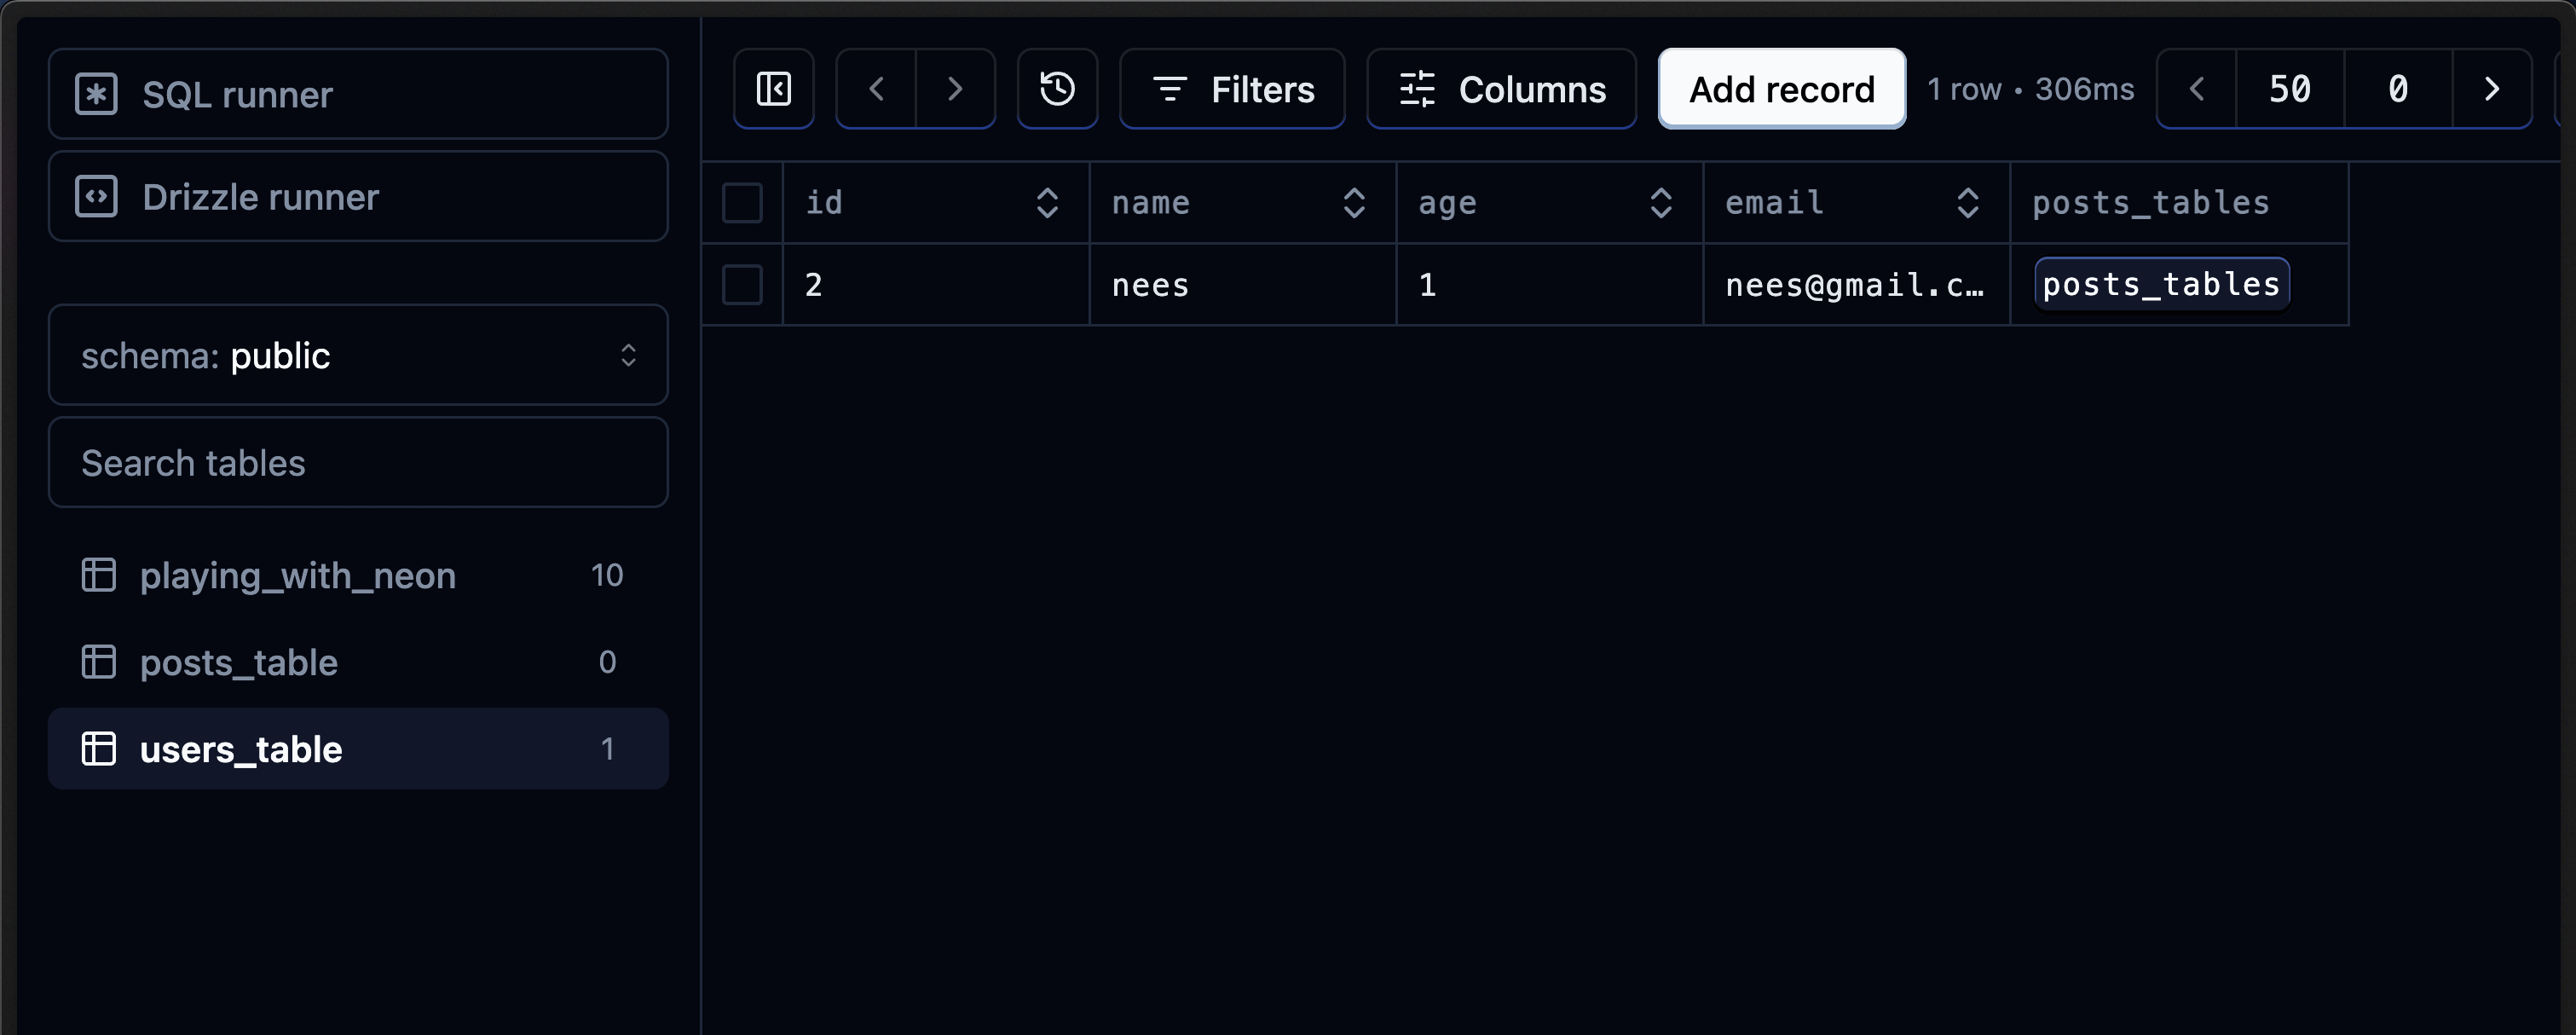 SQL runner
Drizzle runner
schema: public
Search tables
playing_with_neon 10
posts_table 0
users_table 1
Filters Columns Add record 1 row • 306ms 50 0
id name age email posts_tables
2 nees 1 nees@gmail.c… posts_tables